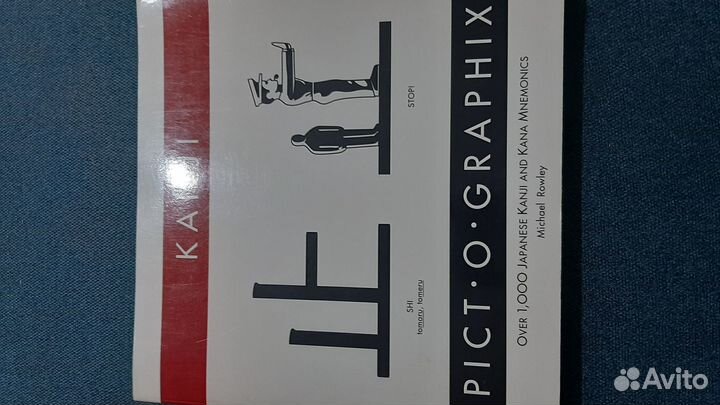 KANJI
止
SHI
tomaru, tomeru
STOP!
PICT•O•GRAPHIX
OVER 1,000 JAPANESE KANJI AND KANA MNEMONICS
Michael Rowley
Avito